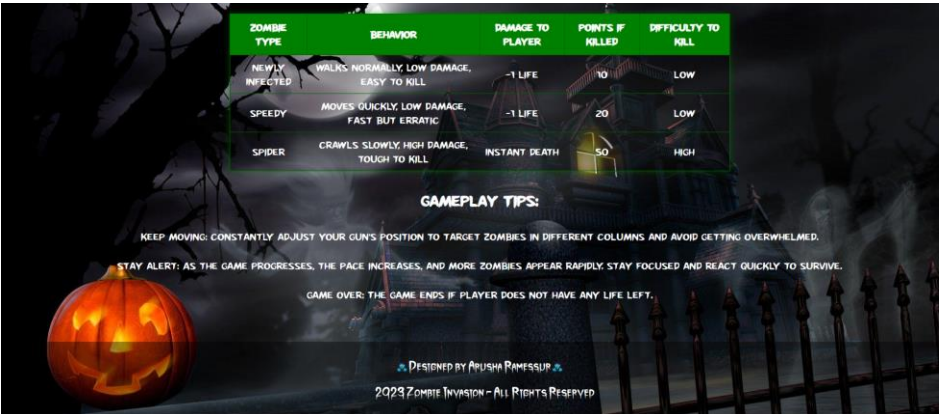 ZOMBIE TYPE BEHAVIOR DAMAGE TO PLAYER POINTS IF KILLED DIFFICULTY TO KILL
NEWLY INFECTED WALKS NORMALLY, LOW DAMAGE, EASY TO KILL -1 LIFE 10 LOW
SPEEDY MOVES QUICKLY, LOW DAMAGE, FAST BUT ERRATIC -1 LIFE 20 LOW
SPIDER CRAWLS SLOWLY, HIGH DAMAGE, TOUGH TO KILL INSTANT DEATH 50 HIGH
GAMEPLAY TIPS:
KEEP MOVING: CONSTANTLY ADJUST YOUR GUN'S POSITION TO TARGET ZOMBIES IN DIFFERENT COLUMNS AND AVOID GETTING OVERWHELMED.
STAY ALERT: AS THE GAME PROGRESSES, THE PACE INCREASES, AND MORE ZOMBIES APPEAR RAPIDLY. STAY FOCUSED AND REACT QUICKLY TO SURVIVE.
GAME OVER: THE GAME ENDS IF PLAYER DOES NOT HAVE ANY LIFE LEFT.
DESIGNED BY ARUSHA RAMESSUR
2023 ZOMBIE INVASION - ALL RIGHTS RESERVED